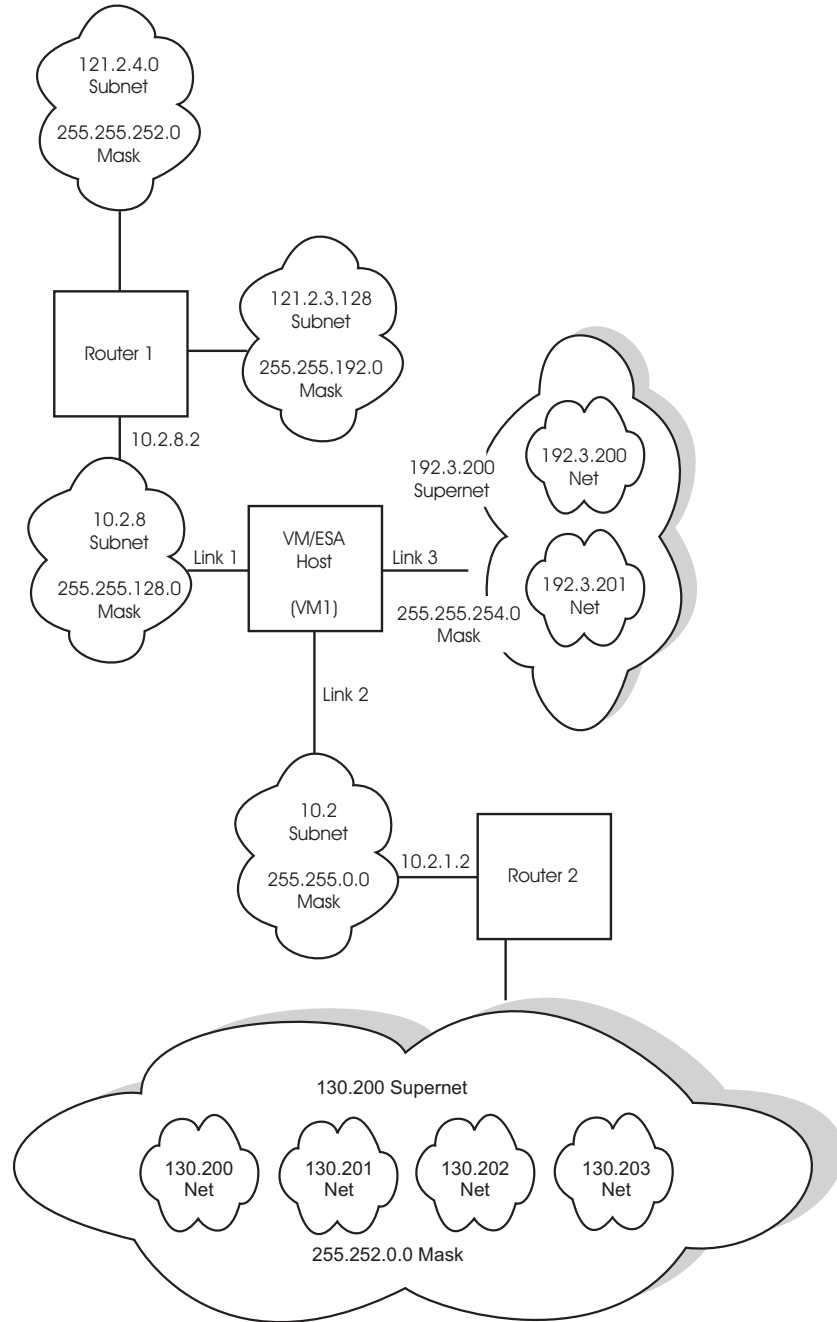 121.2.4.0
Subnet
255.255.252.0
Mask
Router 1
121.2.3.128
Subnet
255.255.192.0
Mask
10.2.8.2
10.2.8
Subnet
255.255.128.0
Mask
Link 1
VM/ESA
Host
(VM1)
Link 3
192.3.200
Supernet
255.255.254.0
Mask
192.3.200
Net
192.3.201
Net
Link 2
10.2
Subnet
255.255.0.0
Mask
10.2.1.2
Router 2
130.200 Supernet
130.200
Net
130.201
Net
130.202
Net
130.203
Net
255.252.0.0 Mask